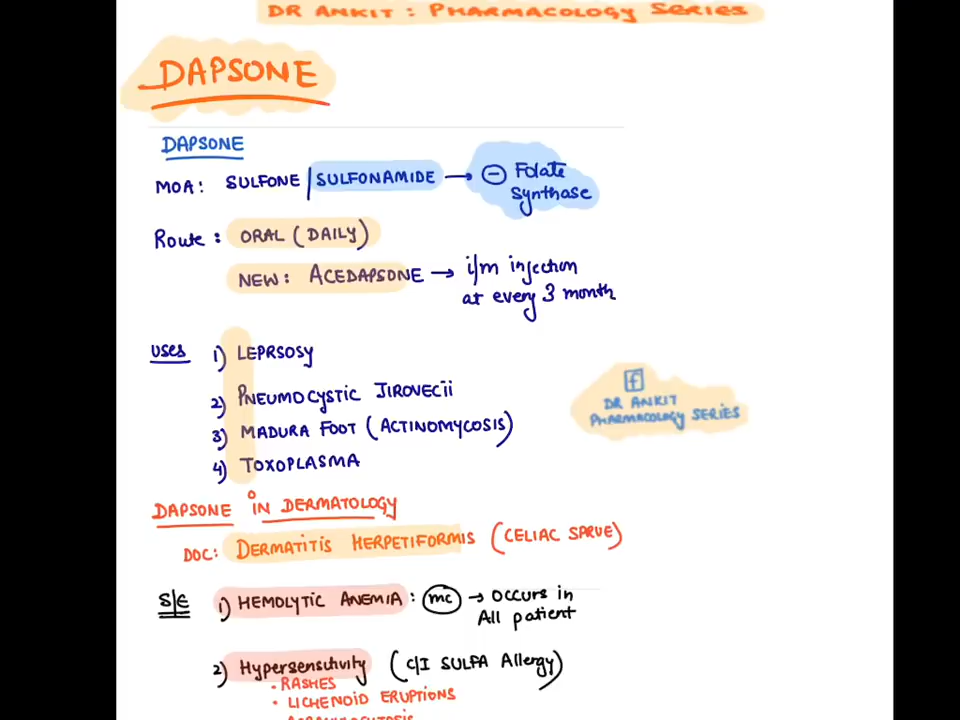 DR ANKIT : PHARMACOLOGY SERIES
DAPSONE
DAPSONE
MOA: SULFONE / SULFONAMIDE → ⊖ Folate synthase
Route: ORAL (DAILY)
NEW: ACEDAPSONE → i/m injection at every 3 month
Uses 1) LEPRSOSY
2) PNEUMOCYSTIC JIROVECii
3) MADURA FOOT (ACTINOMYCOSIS)
4) TOXOPLASMA
f
DR ANKIT
PHARMACOLOGY SERIES
DAPSONE IN DERMATOLOGY
DOC: DERMATITIS HERPETIFORMIS (CELIAC SPRUE)
S/E 1) HEMOLYTIC ANEMIA : mc → occurs in All patient
2) Hypersensitivity (C/I SULFA Allergy)
• RASHES
• LICHENOID ERUPTIONS